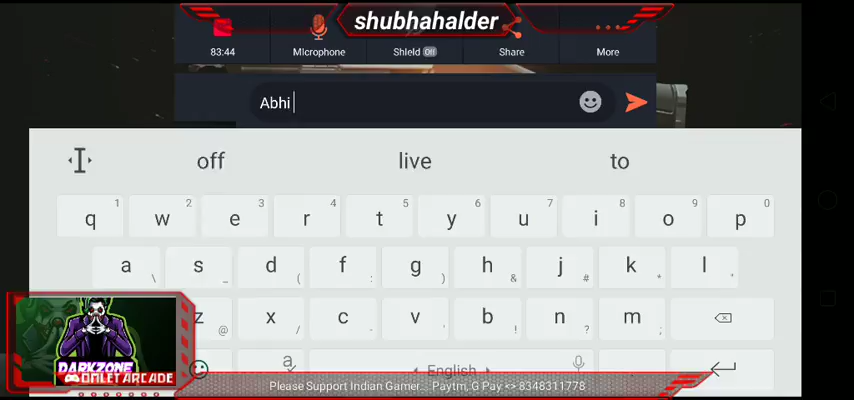 shubhahalder
83:44 Microphone Shield Off Share More
Abhi
off live to
1 2 3 4 5 6 7 8 9 0
q w e r t y u i o p
a s d f g h j k l
\ _ ( : ) & # * "
z x c v b n m
@ / - . ! ? ;
a English
DARKZONE
OMLET ARCADE
Please Support Indian Gamer... Paytm,.G Pay <> 8348311778